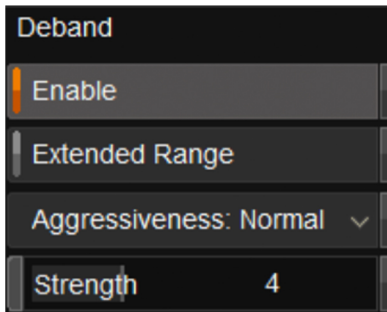 Deband
Enable
Extended Range
Aggressiveness: Normal
Strength 4